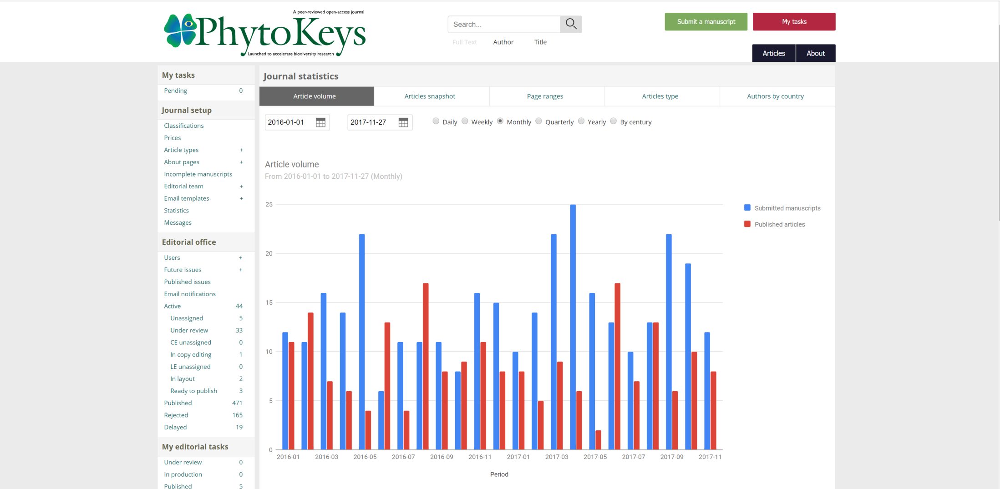 A peer-reviewed open-access journal
PhytoKeys
Launched to accelerate biodiversity research
Search...
Full Text Author Title
Submit a manuscript
My tasks
Articles
About
My tasks
Pending 0
Journal setup
Classifications
Prices
Article types +
About pages +
Incomplete manuscripts
Editorial team +
Email templates +
Statistics
Messages
Editorial office
Users +
Future issues +
Published issues
Email notifications
Active 44
Unassigned 5
Under review 33
CE unassigned 0
In copy editing 1
LE unassigned 0
In layout 2
Ready to publish 3
Published 471
Rejected 165
Delayed 19
My editorial tasks
Under review 0
In production 0
Published 5
Journal statistics
Article volume Articles snapshot Page ranges Articles type Authors by country
2016-01-01 2017-11-27 Daily Weekly Monthly Quarterly Yearly By century
Article volume
From 2016-01-01 to 2017-11-27 (Monthly)
25
20
15
10
5
0
2016-01 2016-03 2016-05 2016-07 2016-09 2016-11 2017-01 2017-03 2017-05 2017-07 2017-09 2017-11
Period
Submitted manuscripts
Published articles